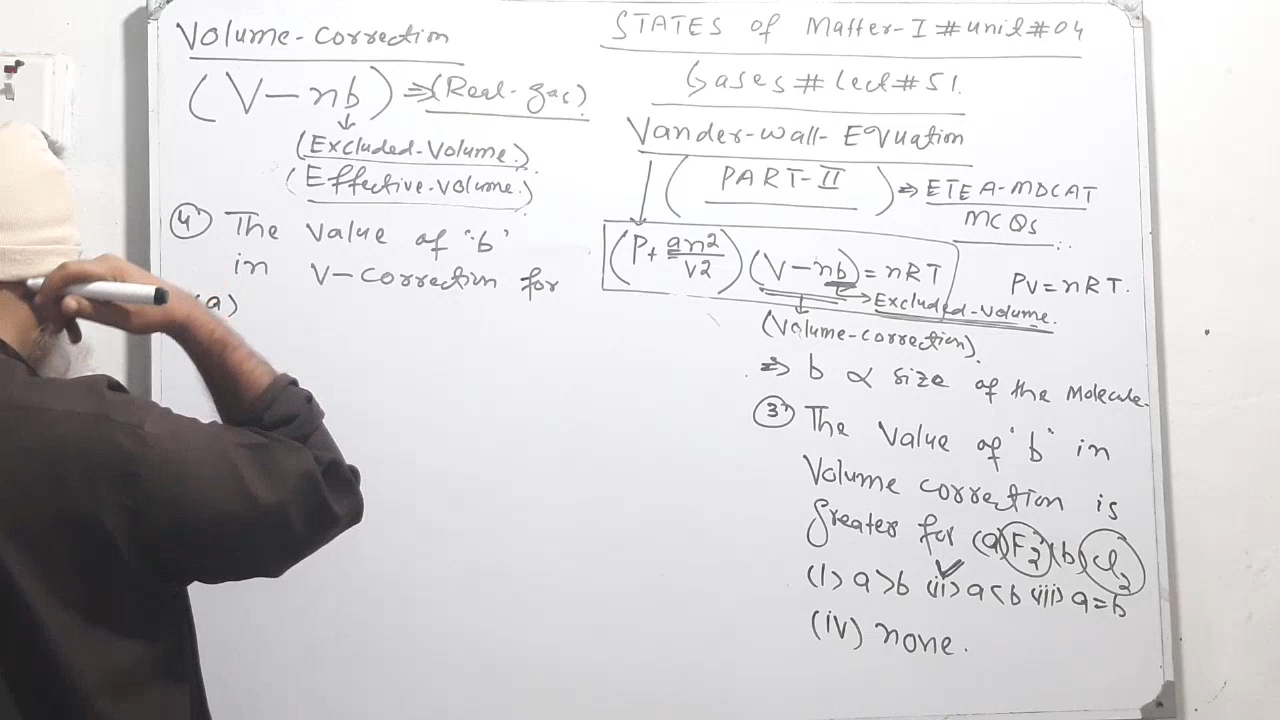 Volume-Correction
(V-nb) ⇒(Real-gas)
↓
(Excluded-Volume.)
(Effective-volume.)
4' The value of "b"
in V-correction for
(a)
STATES of Matter-I # unit # 04
Gases # Lect # 51.
Vander-wall-EQuation
(PART-II) ⇒ ETEA-MDCAT
MCQs
(P+ an2/v2) (V-nb) = nRT PV=nRT.
→Excluded-volume.
(Volume-correction).
⇒ b ∝ size of the Molecule.
3' The Value of "b" in
Volume correction is
Greater for (a) F2 (b) Cl2
(i) a>b (ii) a<b (iii) a=b
(iv) none.